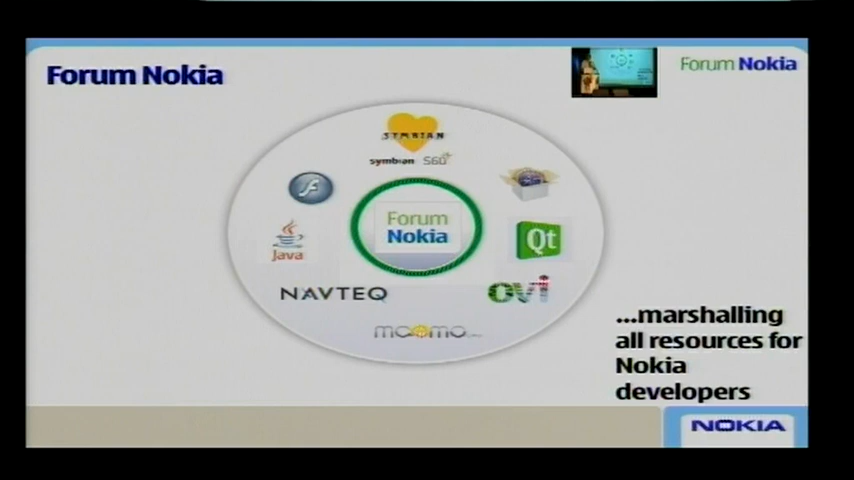 Forum Nokia
Forum Nokia
SYMBIAN
symbian S60
Forum
Nokia
Qt
Java
NAVTEQ
ovi
maemo
...marshalling
all resources for
Nokia
developers
NOKIA